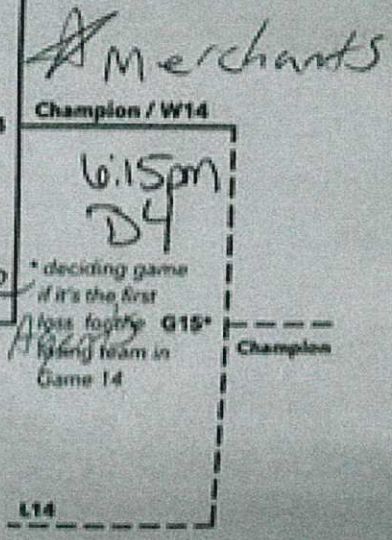 Merchants
Champion / W14
6:15pm
D4
* deciding game
if it's the first
loss for the G15*
losing team in
Champion
Game 14
L14